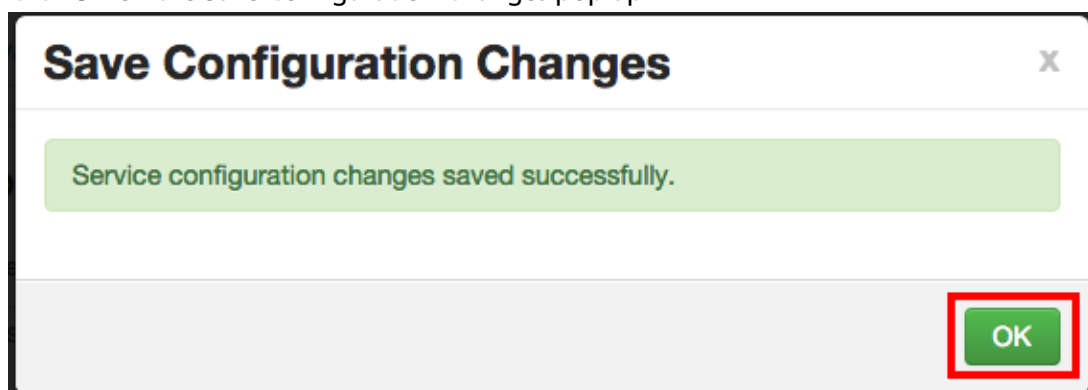 Save Configuration Changes
x
Service configuration changes saved successfully.
OK